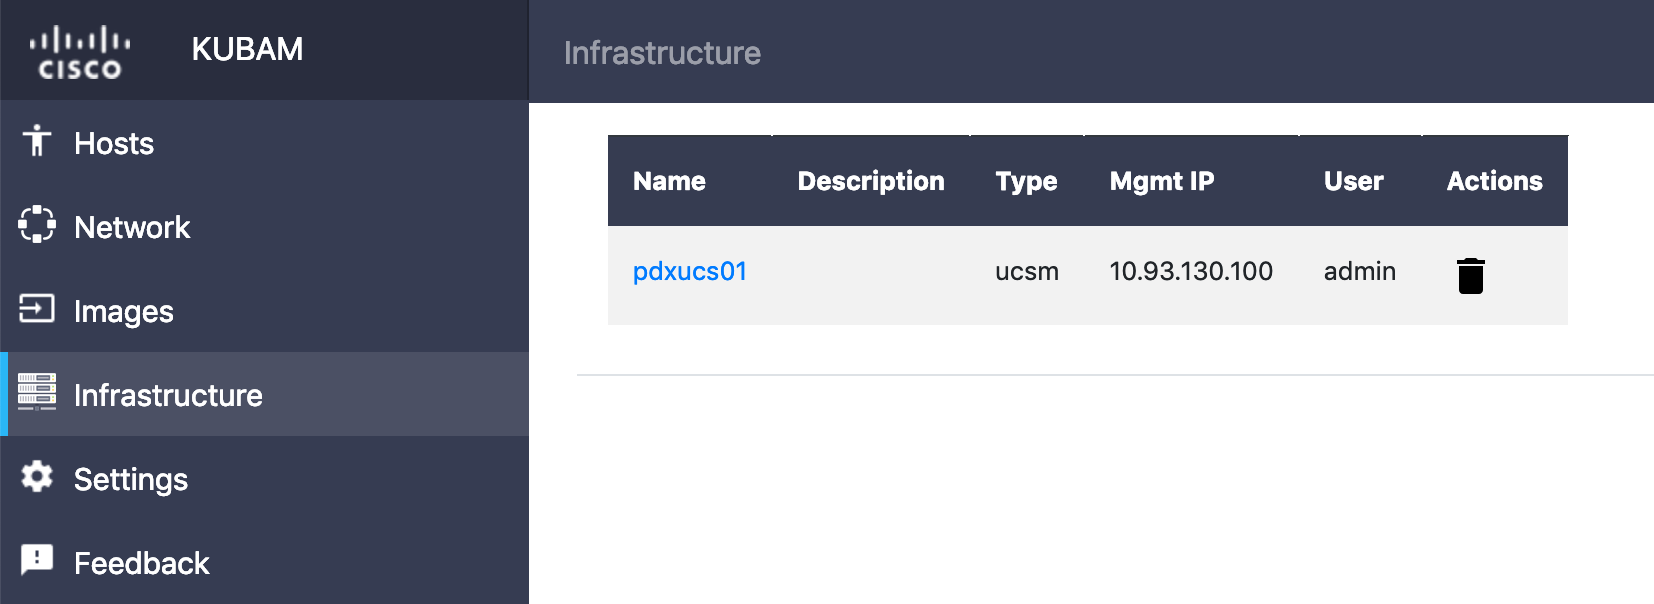 CISCO
KUBAM
Infrastructure
Hosts
Network
Images
Infrastructure
Settings
Feedback
Name Description Type Mgmt IP User Actions
pdxucs01 ucsm 10.93.130.100 admin